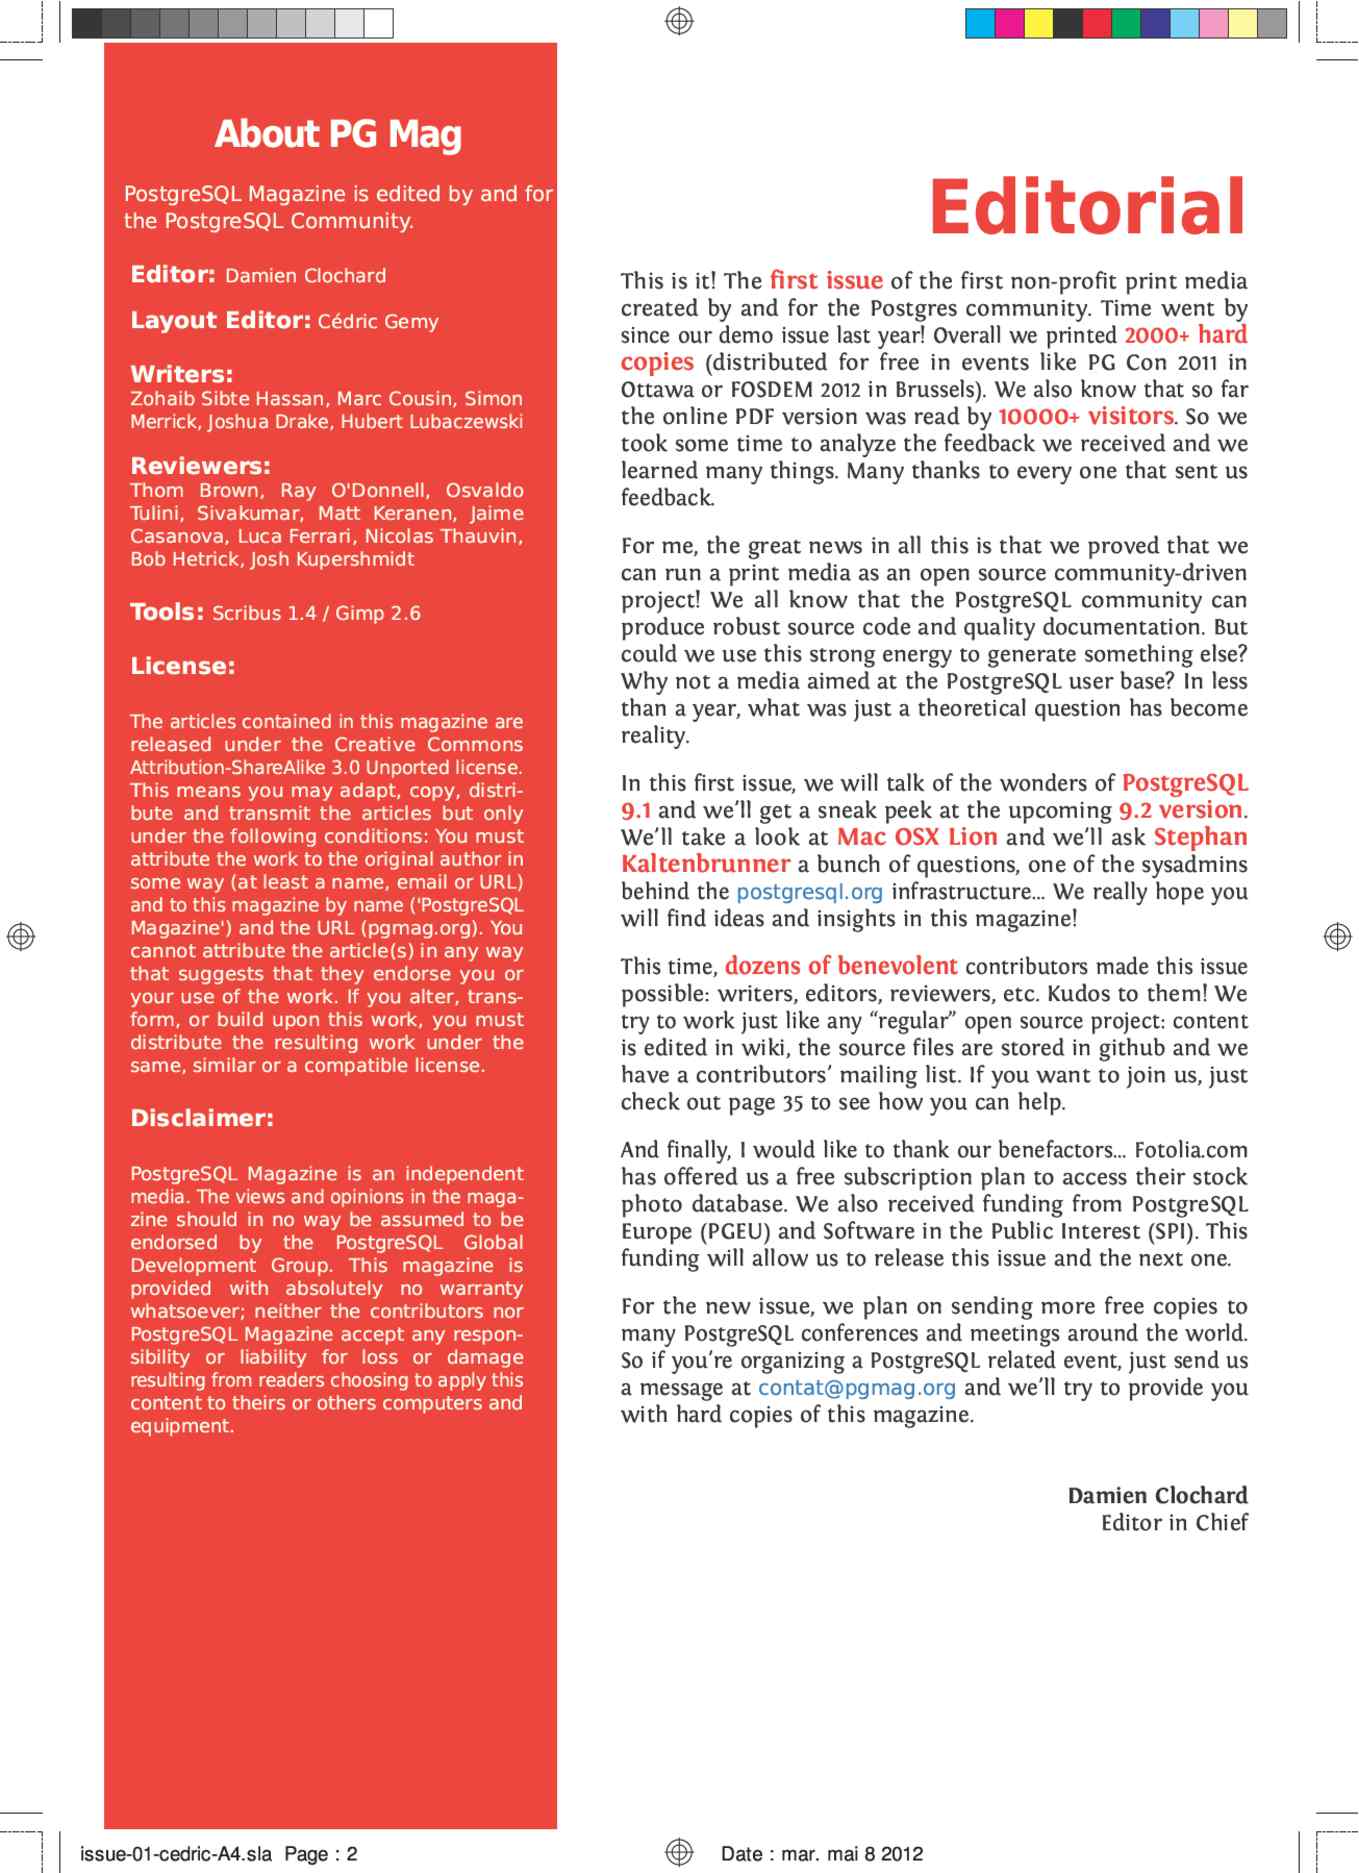 About PG Mag
PostgreSQL Magazine is edited by and for
the PostgreSQL Community.
Editor: Damien Clochard
Layout Editor: Cédric Gemy
Writers:
Zohaib Sibte Hassan, Marc Cousin, Simon
Merrick, Joshua Drake, Hubert Lubaczewski
Reviewers:
Thom Brown, Ray O'Donnell, Osvaldo
Tulini, Sivakumar, Matt Keranen, Jaime
Casanova, Luca Ferrari, Nicolas Thauvin,
Bob Hetrick, Josh Kupershmidt
Tools: Scribus 1.4 / Gimp 2.6
License:
The articles contained in this magazine are
released under the Creative Commons
Attribution-ShareAlike 3.0 Unported license.
This means you may adapt, copy, distri-
bute and transmit the articles but only
under the following conditions: You must
attribute the work to the original author in
some way (at least a name, email or URL)
and to this magazine by name ('PostgreSQL
Magazine') and the URL (pgmag.org). You
cannot attribute the article(s) in any way
that suggests that they endorse you or
your use of the work. If you alter, trans-
form, or build upon this work, you must
distribute the resulting work under the
same, similar or a compatible license.
Disclaimer:
PostgreSQL Magazine is an independent
media. The views and opinions in the maga-
zine should in no way be assumed to be
endorsed by the PostgreSQL Global
Development Group. This magazine is
provided with absolutely no warranty
whatsoever; neither the contributors nor
PostgreSQL Magazine accept any respon-
sibility or liability for loss or damage
resulting from readers choosing to apply this
content to theirs or others computers and
equipment.
Editorial
This is it! The first issue of the first non-profit print media
created by and for the Postgres community. Time went by
since our demo issue last year! Overall we printed 2000+ hard
copies (distributed for free in events like PG Con 2011 in
Ottawa or FOSDEM 2012 in Brussels). We also know that so far
the online PDF version was read by 10000+ visitors. So we
took some time to analyze the feedback we received and we
learned many things. Many thanks to every one that sent us
feedback.
For me, the great news in all this is that we proved that we
can run a print media as an open source community-driven
project! We all know that the PostgreSQL community can
produce robust source code and quality documentation. But
could we use this strong energy to generate something else?
Why not a media aimed at the PostgreSQL user base? In less
than a year, what was just a theoretical question has become
reality.
In this first issue, we will talk of the wonders of PostgreSQL
9.1 and we’ll get a sneak peek at the upcoming 9.2 version.
We’ll take a look at Mac OSX Lion and we’ll ask Stephan
Kaltenbrunner a bunch of questions, one of the sysadmins
behind the postgresql.org infrastructure... We really hope you
will find ideas and insights in this magazine!
This time, dozens of benevolent contributors made this issue
possible: writers, editors, reviewers, etc. Kudos to them! We
try to work just like any “regular” open source project: content
is edited in wiki, the source files are stored in github and we
have a contributors’ mailing list. If you want to join us, just
check out page 35 to see how you can help.
And finally, I would like to thank our benefactors... Fotolia.com
has offered us a free subscription plan to access their stock
photo database. We also received funding from PostgreSQL
Europe (PGEU) and Software in the Public Interest (SPI). This
funding will allow us to release this issue and the next one.
For the new issue, we plan on sending more free copies to
many PostgreSQL conferences and meetings around the world.
So if you’re organizing a PostgreSQL related event, just send us
a message at contat@pgmag.org and we’ll try to provide you
with hard copies of this magazine.
Damien Clochard
Editor in Chief
issue-01-cedric-A4.sla Page : 2
Date : mar. mai 8 2012